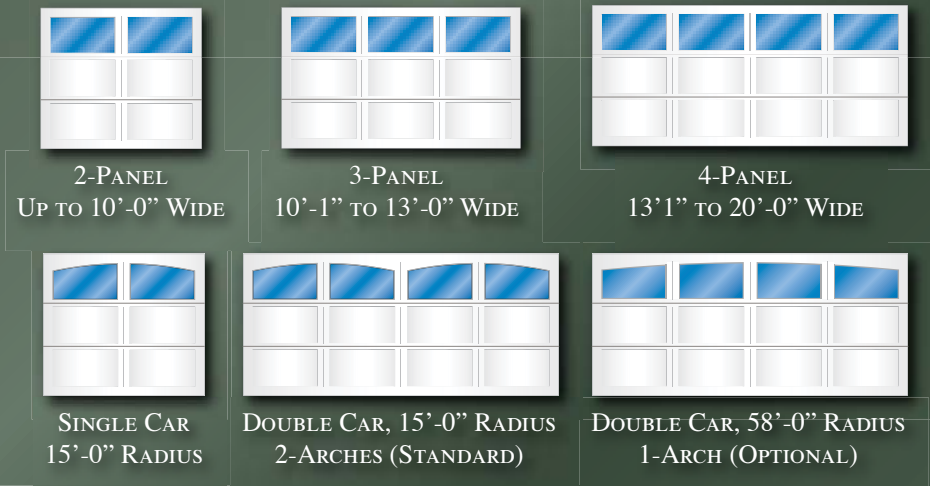 2-Panel
Up to 10'-0” Wide
3-Panel
10’-1” to 13’-0” Wide
4-Panel
13’1” to 20’-0” Wide
Single Car
15’-0” Radius
Double Car, 15’-0” Radius
2-Arches (Standard)
Double Car, 58’-0” Radius
1-Arch (Optional)